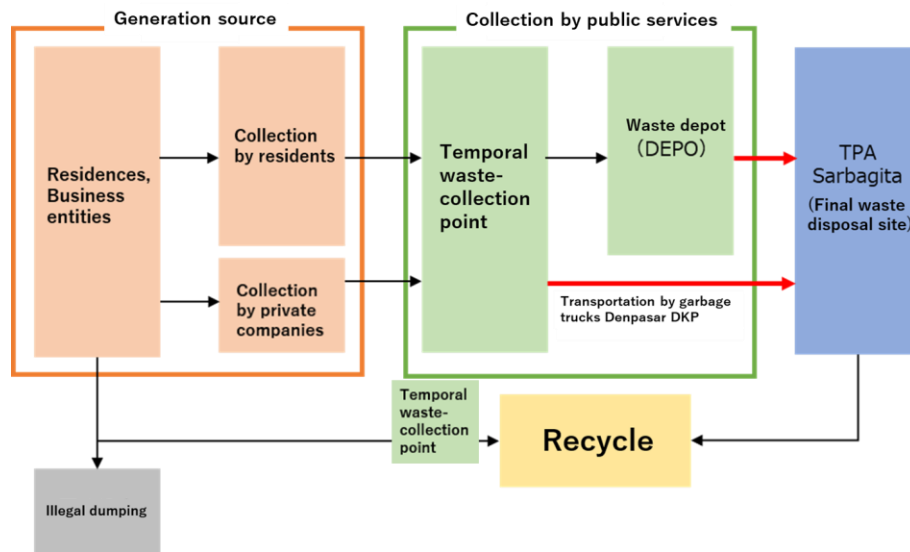 Generation source
Collection by public services
Residences,
Business
entities
Collection
by residents
Collection
by private
companies
Temporal
waste-
collection
point
Waste depot
（DEPO）
Transportation by garbage
trucks Denpasar DKP
TPA
Sarbagita
(Final waste
disposal site)
Temporal
waste-
collection
point
Recycle
Illegal dumping